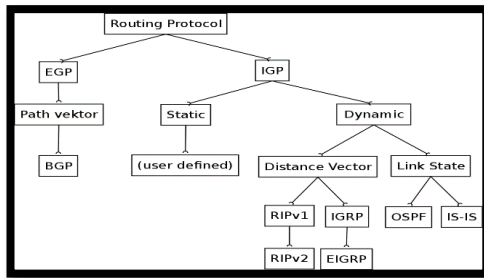 Routing Protocol
EGP
IGP
Path vektor
Static
Dynamic
BGP
(user defined)
Distance Vector
Link State
RIPv1
IGRP
OSPF
IS-IS
RIPv2
EIGRP